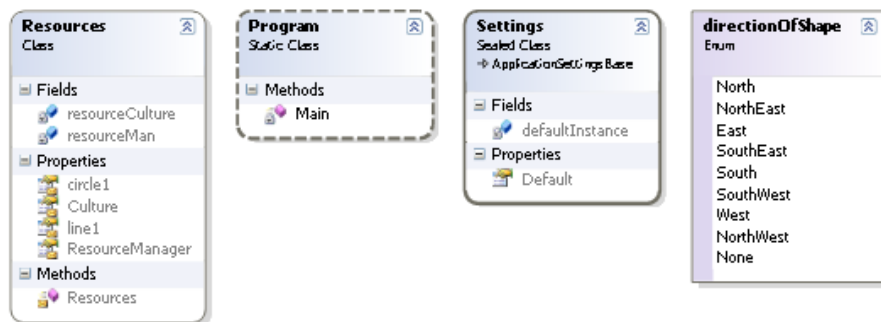 Resources
Class
Fields
resourceCulture
resourceMan
Properties
circle1
Culture
line1
ResourceManager
Methods
Resources
Program
Static Class
Methods
Main
Settings
Sealed Class
ApplicationSettingsBase
Fields
defaultInstance
Properties
Default
directionOfShape
Enum
North
NorthEast
East
SouthEast
South
SouthWest
West
NorthWest
None